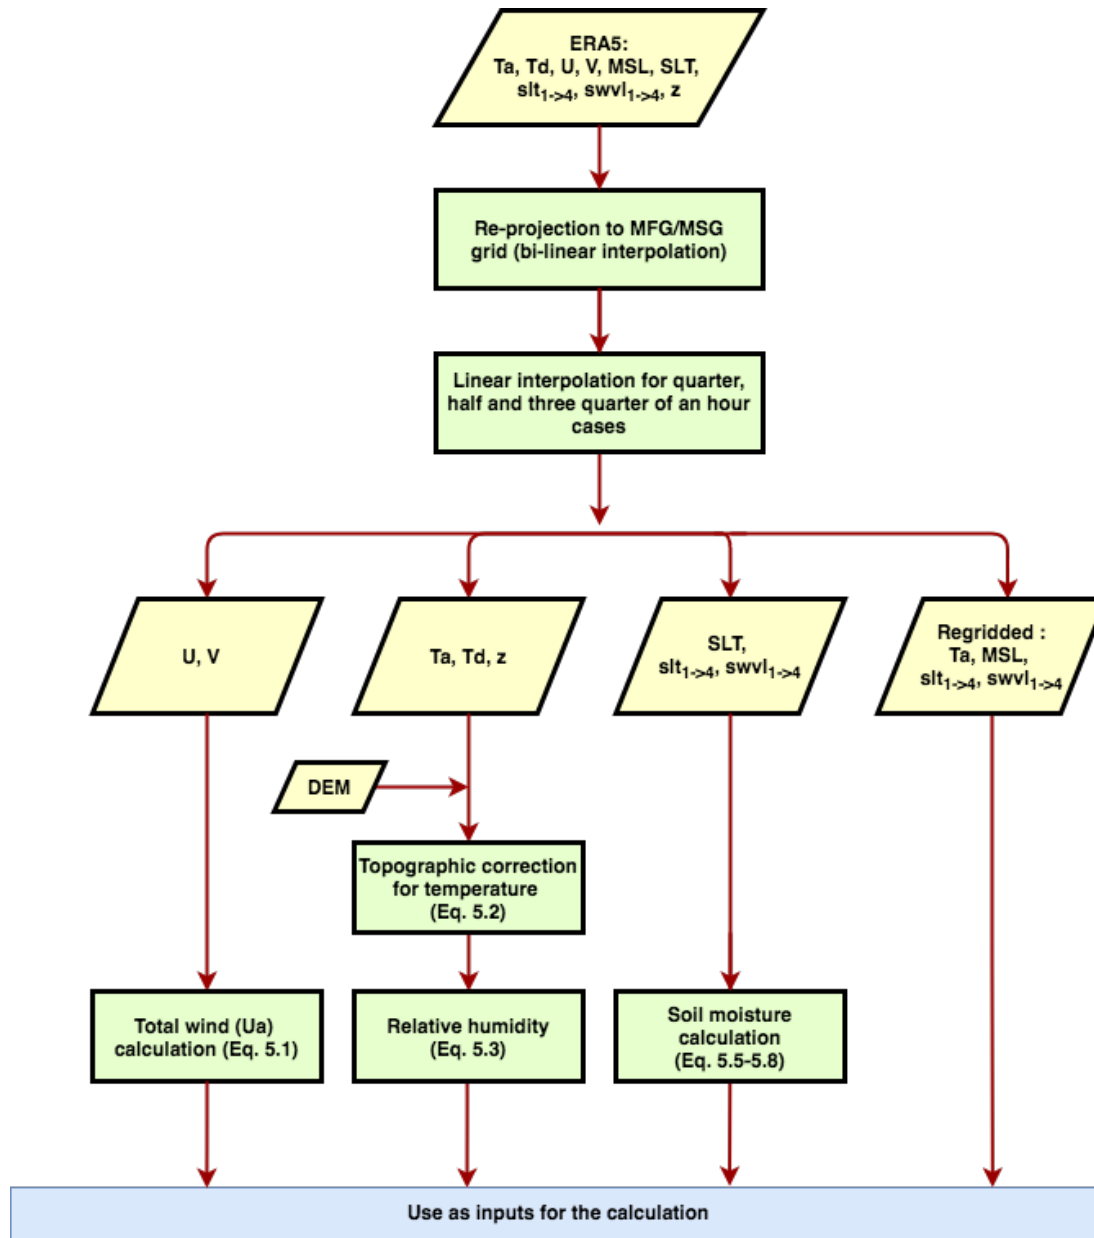 ERA5:
Ta, Td, U, V, MSL, SLT,
slt1->4, swvl1->4, z
Re-projection to MFG/MSG
grid (bi-linear interpolation)
Linear interpolation for quarter,
half and three quarter of an hour
cases
U, V
Ta, Td, z
SLT,
slt1->4, swvl1->4
Regridded :
Ta, MSL,
slt1->4, swvl1->4
DEM
Topographic correction
for temperature
(Eq. 5.2)
Total wind (Ua)
calculation (Eq. 5.1)
Relative humidity
(Eq. 5.3)
Soil moisture
calculation
(Eq. 5.5-5.8)
Use as inputs for the calculation